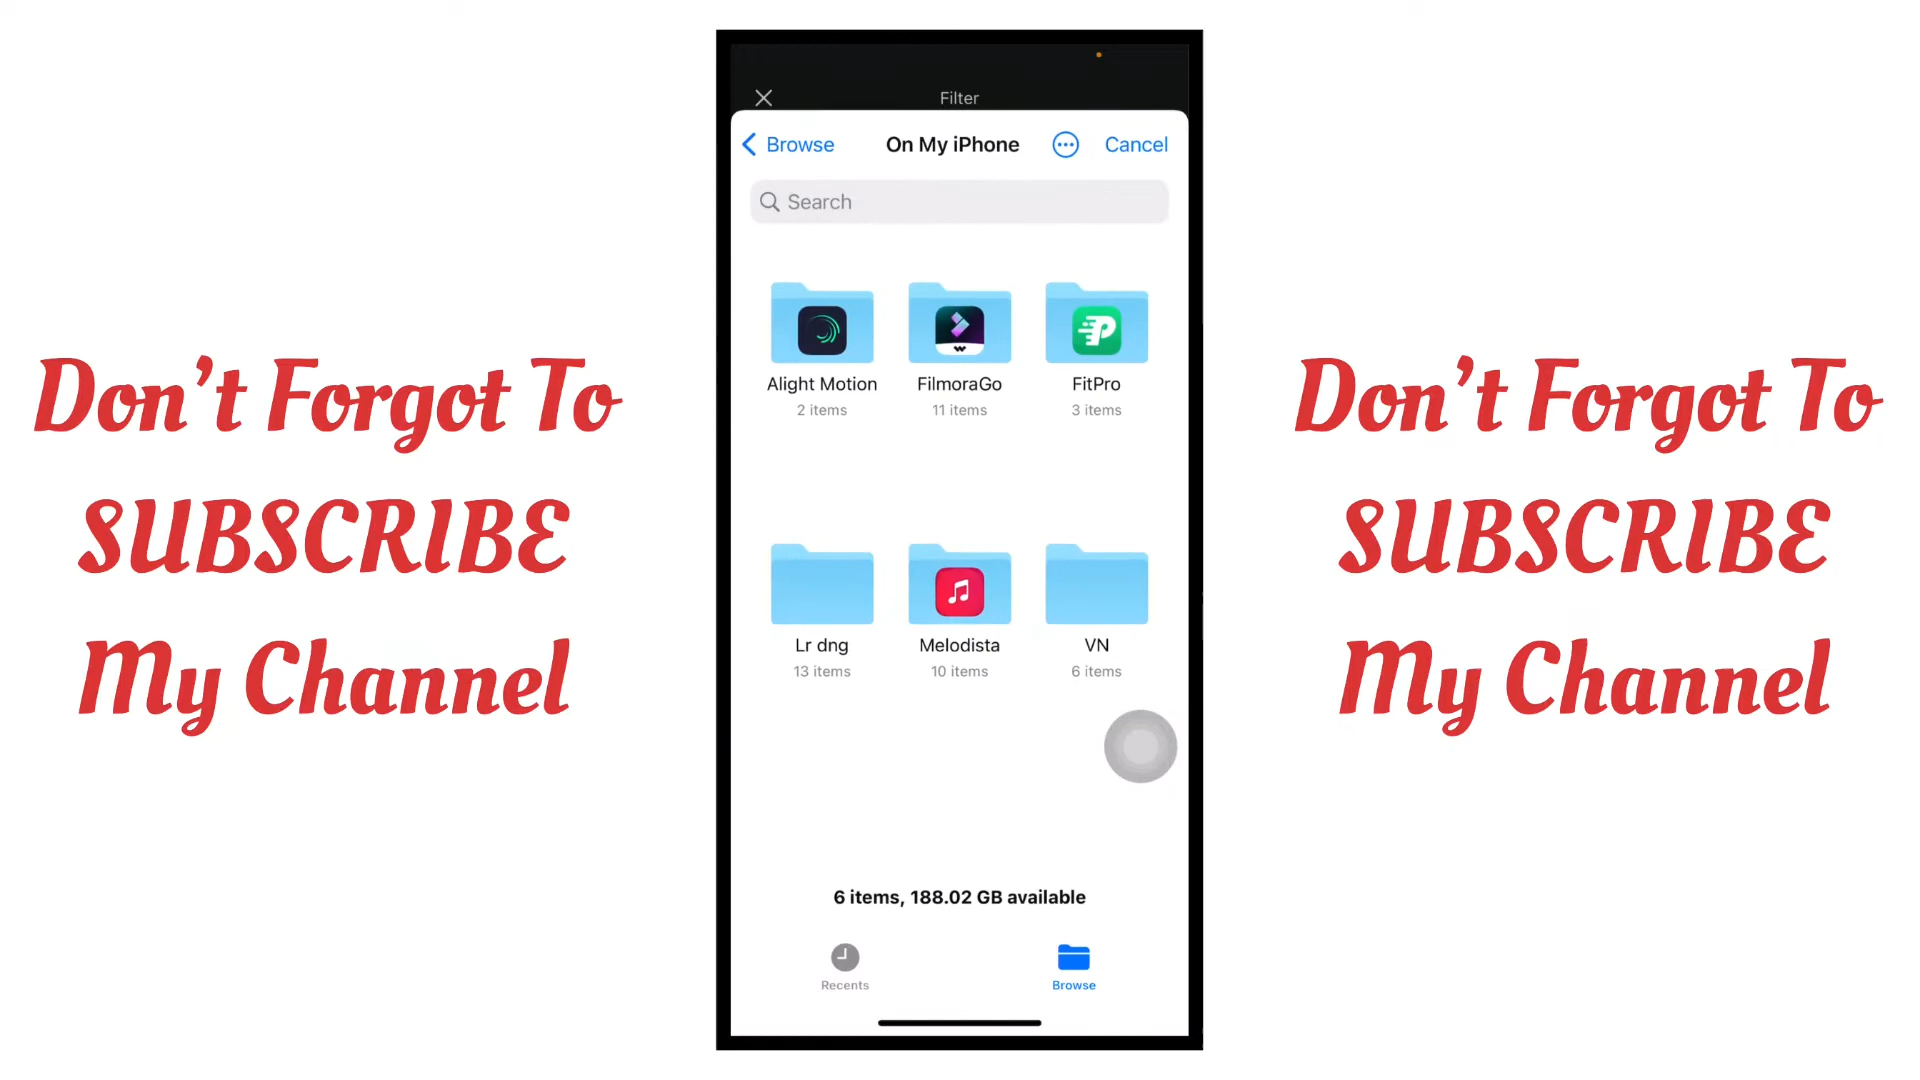 Filter
Browse On My iPhone Cancel
Search
Alight Motion FilmoraGo FitPro
2 items 11 items 3 items
Lr dng Melodista VN
13 items 10 items 6 items
6 items, 188.02 GB available
Recents Browse
Don't Forgot To
SUBSCRIBE
My Channel
Don't Forgot To
SUBSCRIBE
My Channel